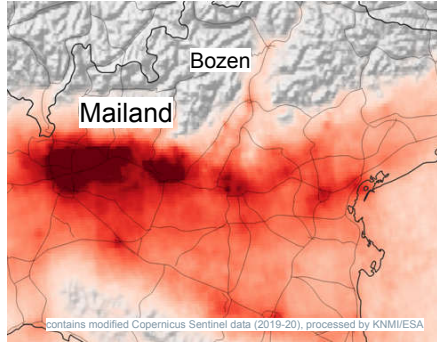 Bozen
Mailand
contains modified Copernicus Sentinel data (2019-20), processed by KNMI/ESA